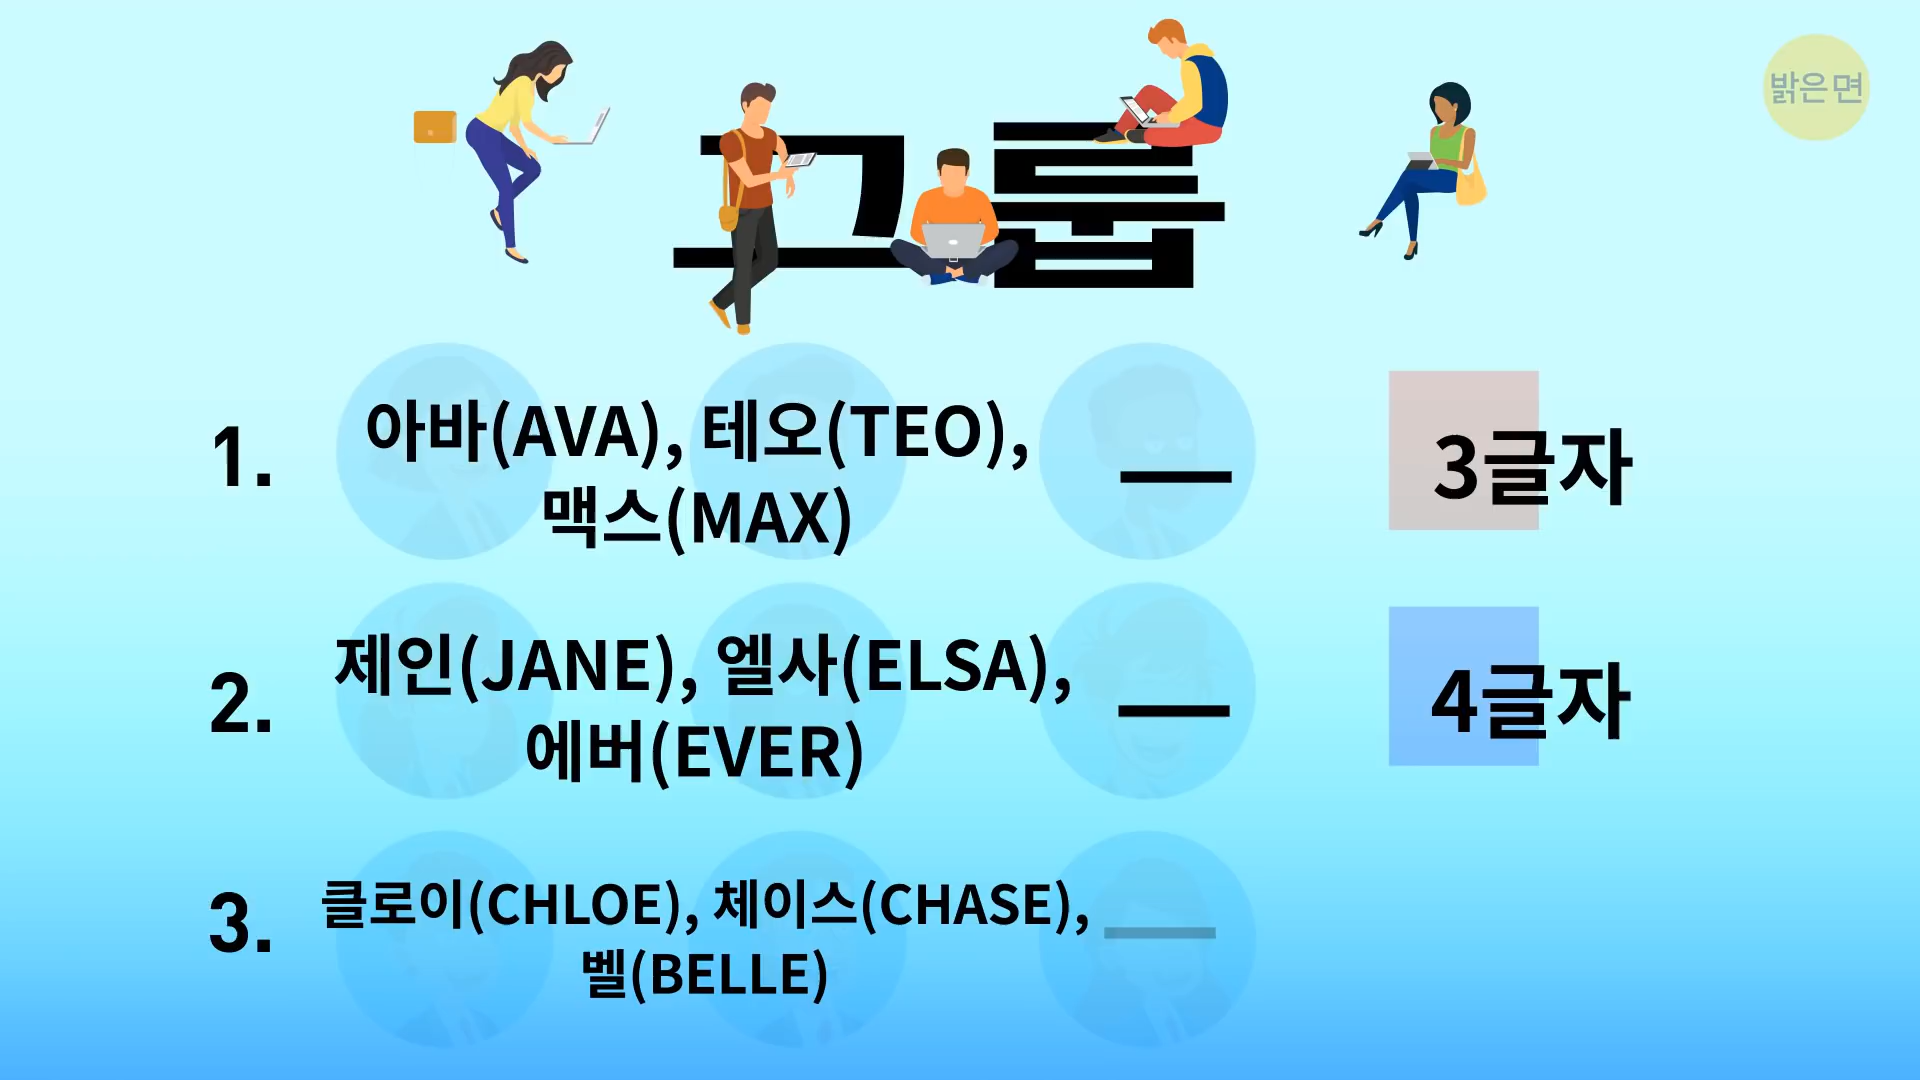 밝은면
그룹
1. 아바(AVA), 테오(TEO),
맥스(MAX)
— 3글자
2. 제인(JANE), 엘사(ELSA),
에버(EVER)
— 4글자
3. 클로이(CHLOE), 체이스(CHASE),
벨(BELLE)
—